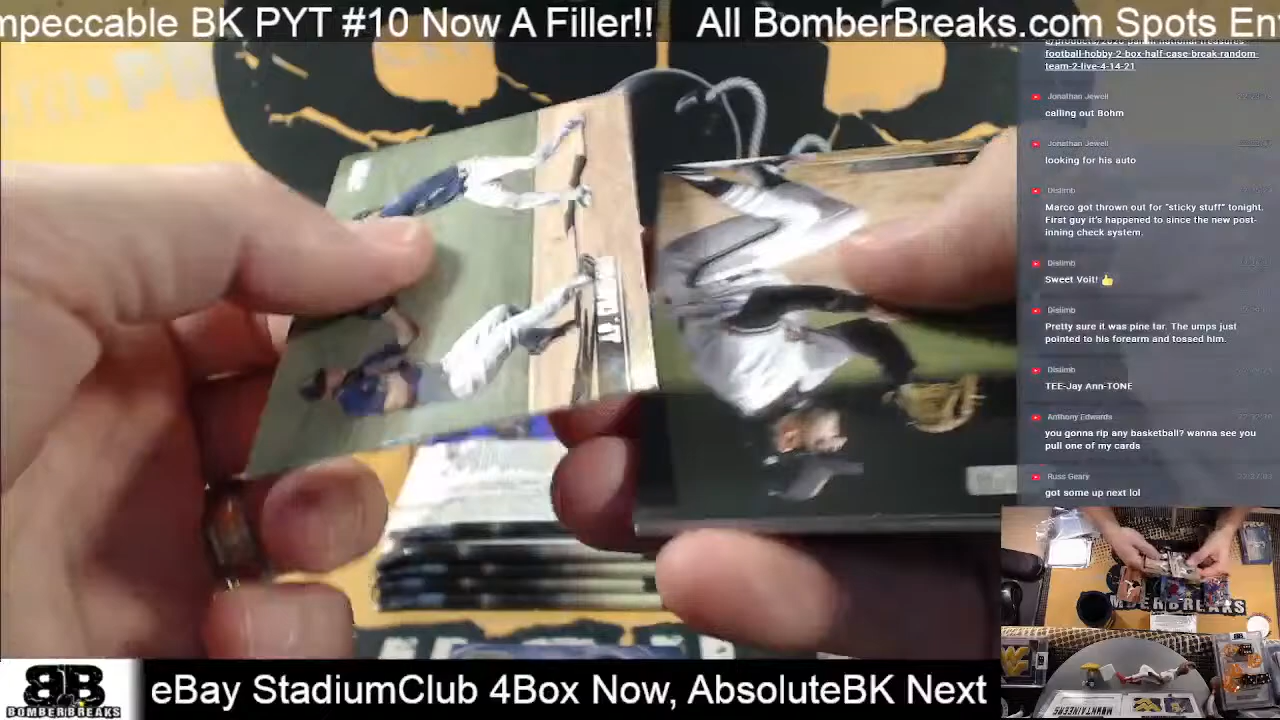 mpeccable BK PYT #10 Now A Filler!! All BomberBreaks.com Spots En
football-hobby-2-box-half-case-break-random-
team-2-live-4-14-21
Jonathan Jewell
calling out Bohm
Jonathan Jewell
looking for his auto
Dislimb
Marco got thrown out for "sticky stuff" tonight.
First guy it's happened to since the new post-
inning check system.
Dislimb
Sweet Voit! 👍
Dislimb
Pretty sure it was pine tar. The umps just
pointed to his forearm and tossed him.
Dislimb
TEE-Jay Ann-TONE
Anthony Edwards
you gonna rip any basketball? wanna see you
pull one of my cards
Russ Geary
got some up next lol
MBERBREAKS
MOUNTAINEERS
BB
BOMBERBREAKS
eBay StadiumClub 4Box Now, AbsoluteBK Next